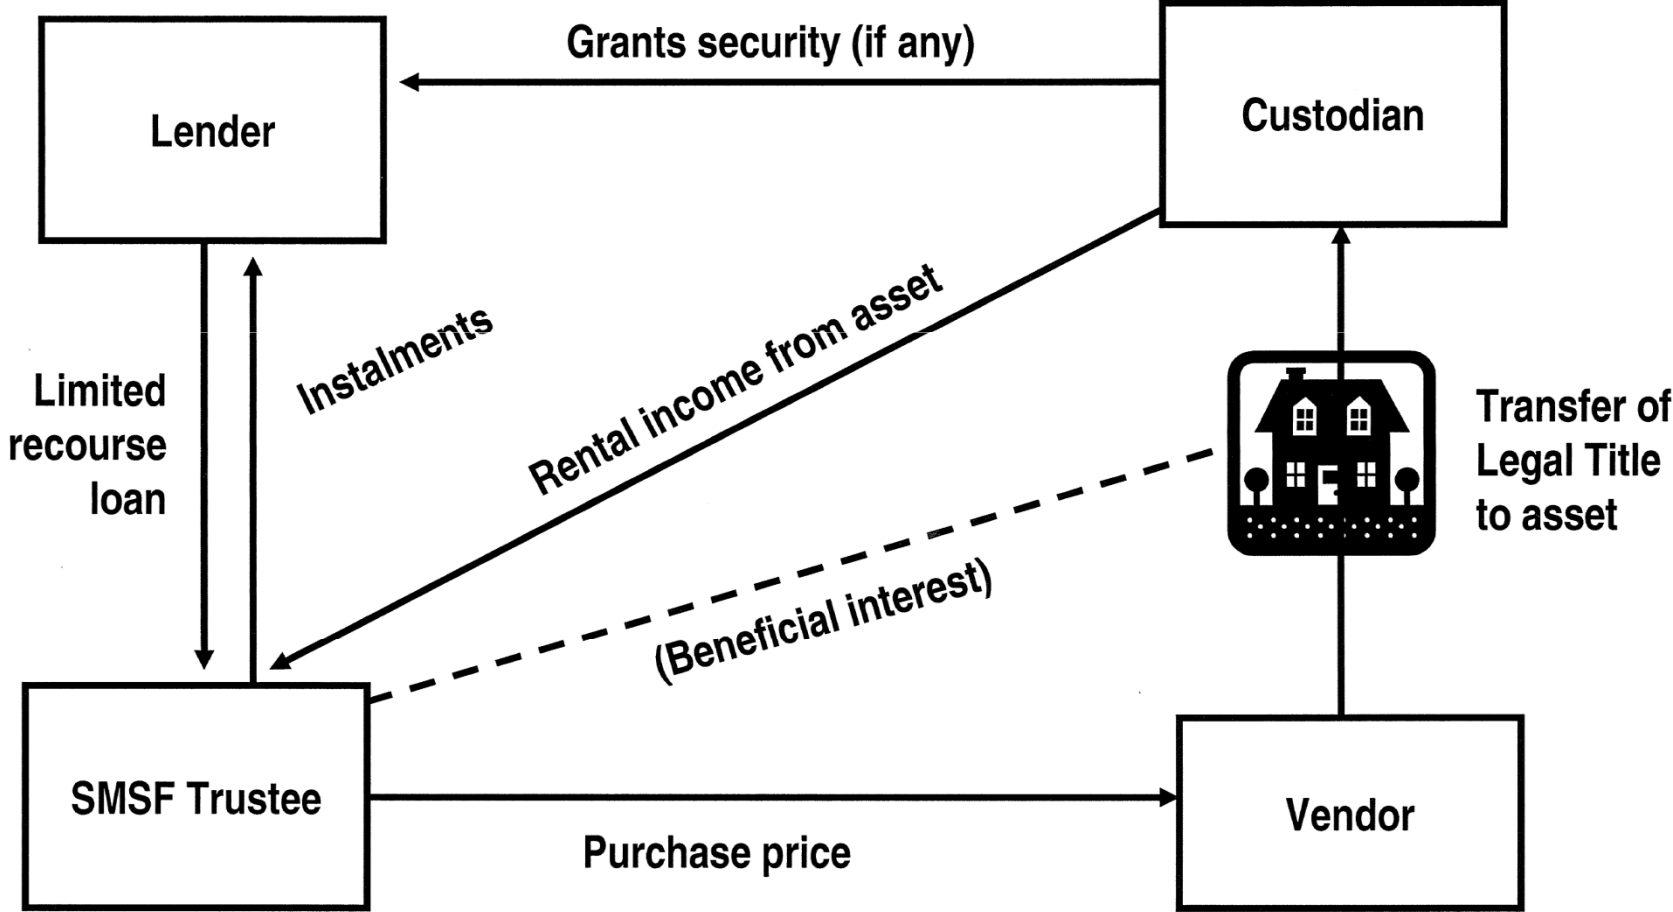 Grants security (if any)
Lender
Custodian
Instalments
Rental income from asset
Limited
recourse
loan
Transfer of
Legal Title
to asset
(Beneficial interest)
SMSF Trustee
Vendor
Purchase price